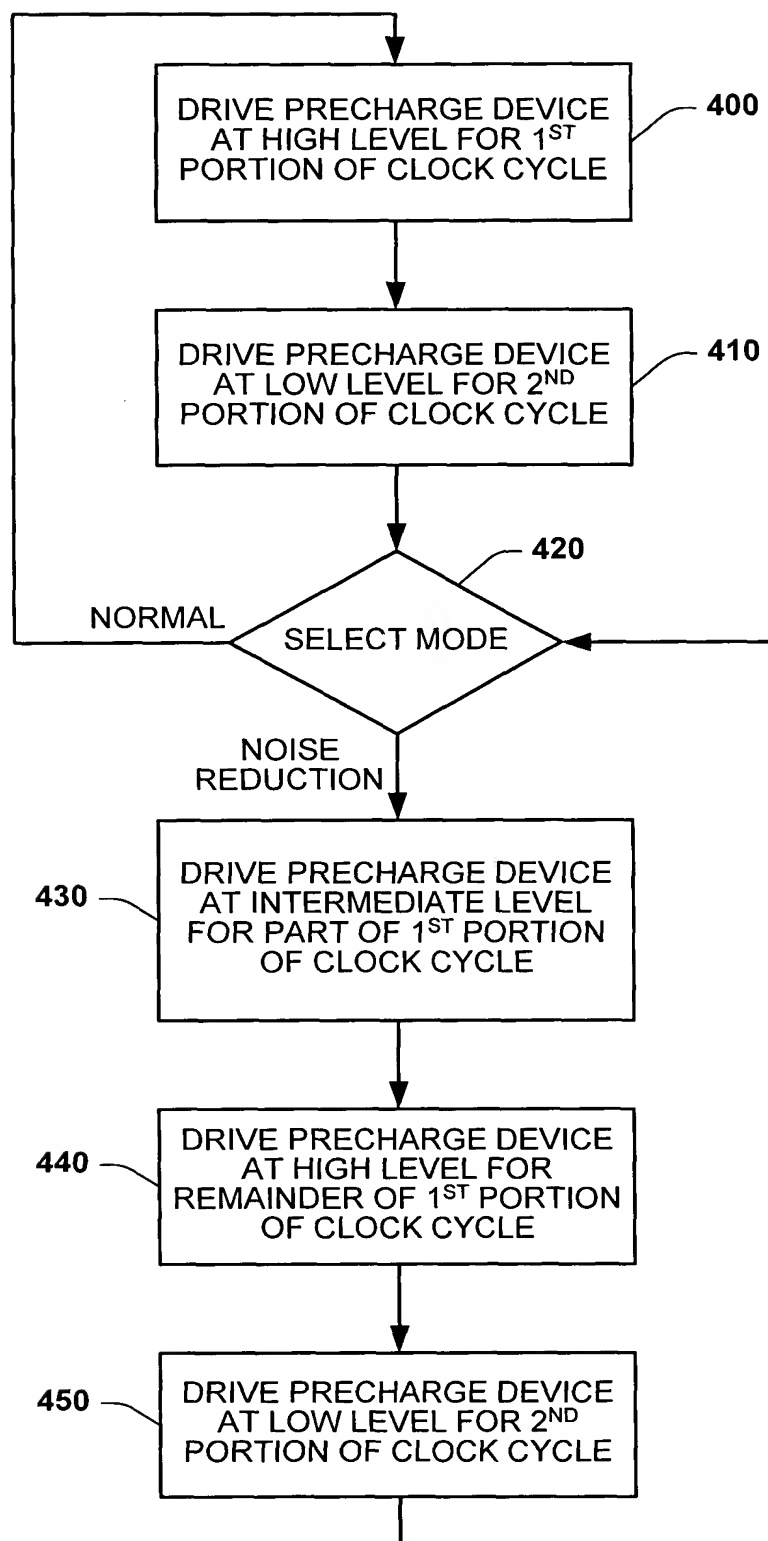 DRIVE PRECHARGE DEVICE
AT HIGH LEVEL FOR 1ST
PORTION OF CLOCK CYCLE
400
DRIVE PRECHARGE DEVICE
AT LOW LEVEL FOR 2ND
PORTION OF CLOCK CYCLE
410
420
NORMAL
SELECT MODE
NOISE
REDUCTION
430
DRIVE PRECHARGE DEVICE
AT INTERMEDIATE LEVEL
FOR PART OF 1ST PORTION
OF CLOCK CYCLE
440
DRIVE PRECHARGE DEVICE
AT HIGH LEVEL FOR
REMAINDER OF 1ST PORTION
OF CLOCK CYCLE
450
DRIVE PRECHARGE DEVICE
AT LOW LEVEL FOR 2ND
PORTION OF CLOCK CYCLE